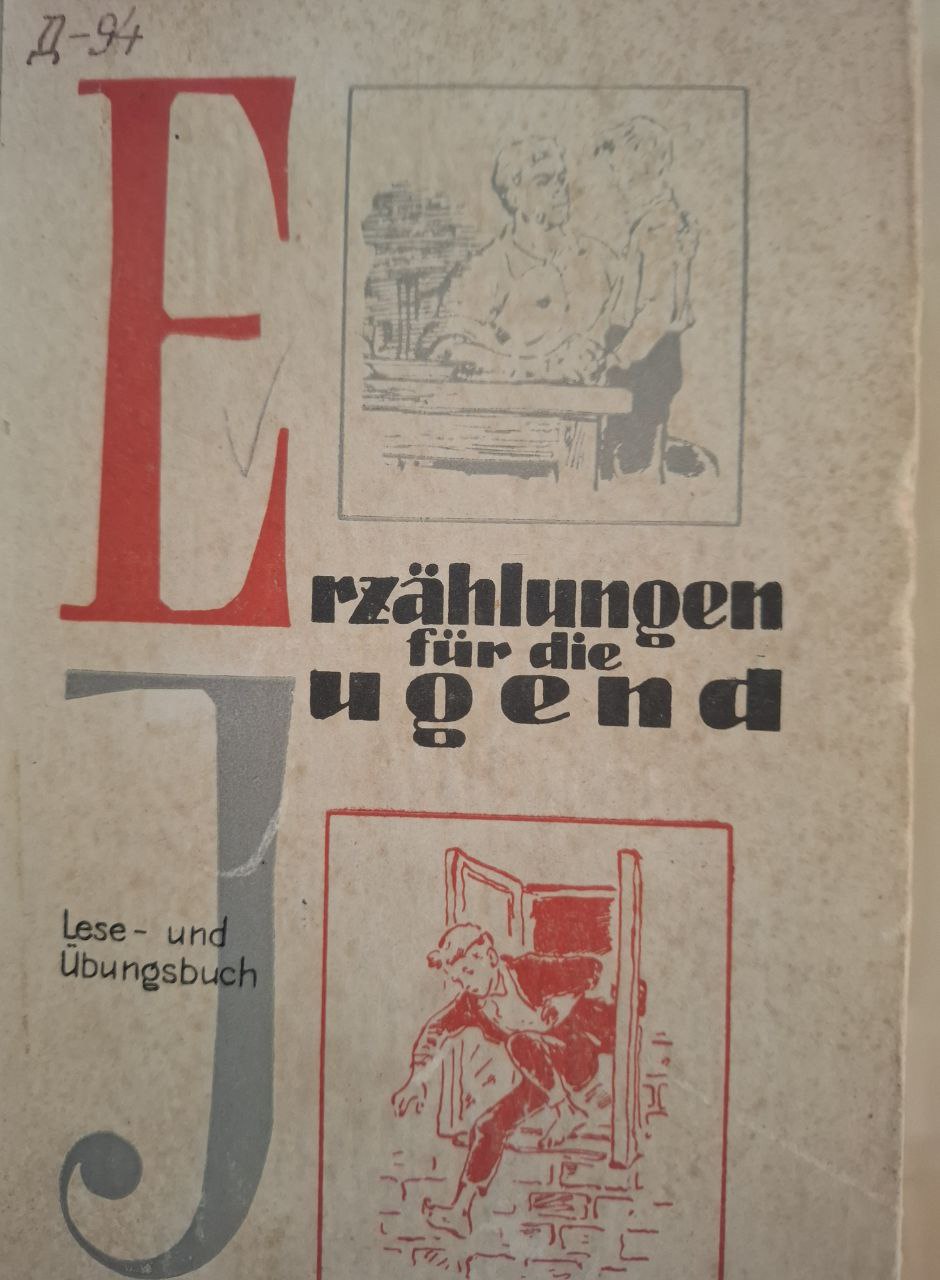 Д-94
Erzählungen
für die
Jugend
Lese- und
Übungsbuch